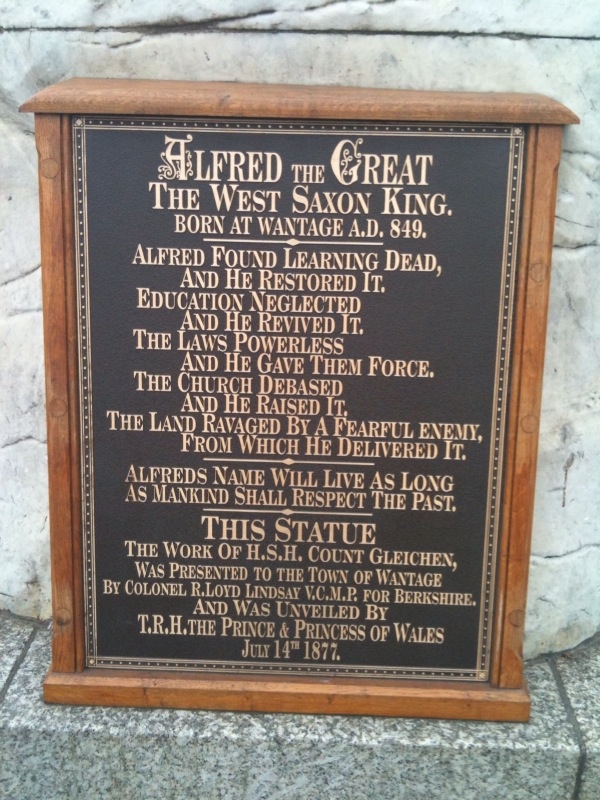 Alfred the Great
The West Saxon King.
Born at Wantage A.D. 849.
Alfred Found Learning Dead,
And He Restored It.
Education Neglected
And He Revived It.
The Laws Powerless
And He Gave Them Force.
The Church Debased
And He Raised It.
The Land Ravaged By A Fearful enemy,
From Which He Delivered It.
Alfreds Name Will Live As Long
As Mankind Shall Respect The Past.
This Statue
The Work Of H.S.H. Count Gleichen,
Was Presented to the Town of Wantage
By Colonel R.Loyd Lindsay V.C.M.P. for Berkshire.
And Was Unveiled By
T.R.H. the Prince & Princess of Wales
July 14th 1877.